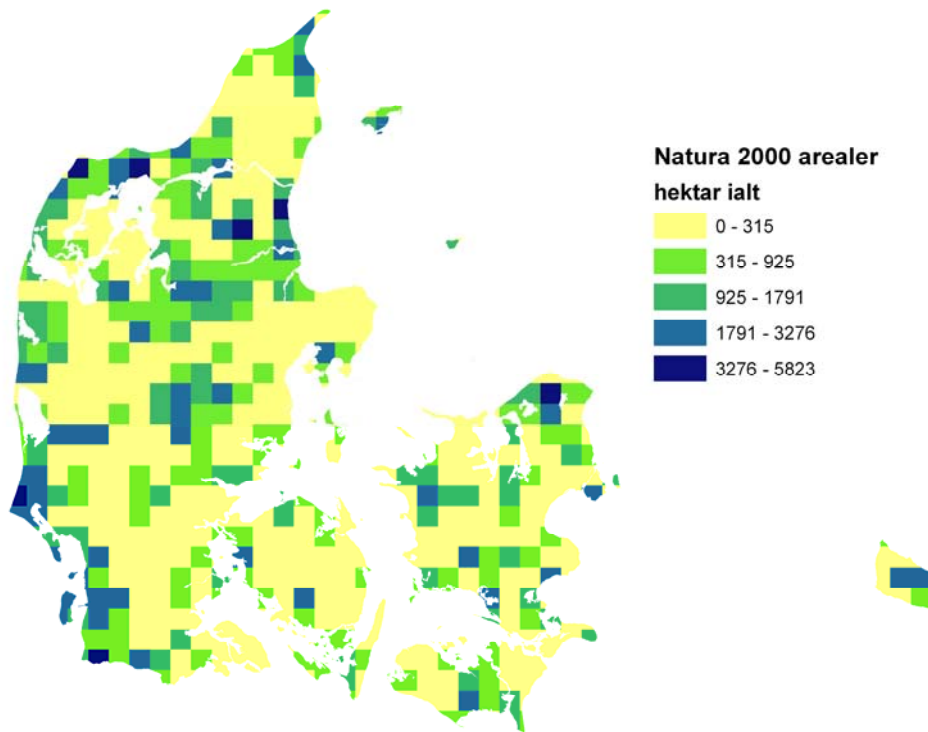 Natura 2000 arealer
hektar ialt
0 - 315
315 - 925
925 - 1791
1791 - 3276
3276 - 5823